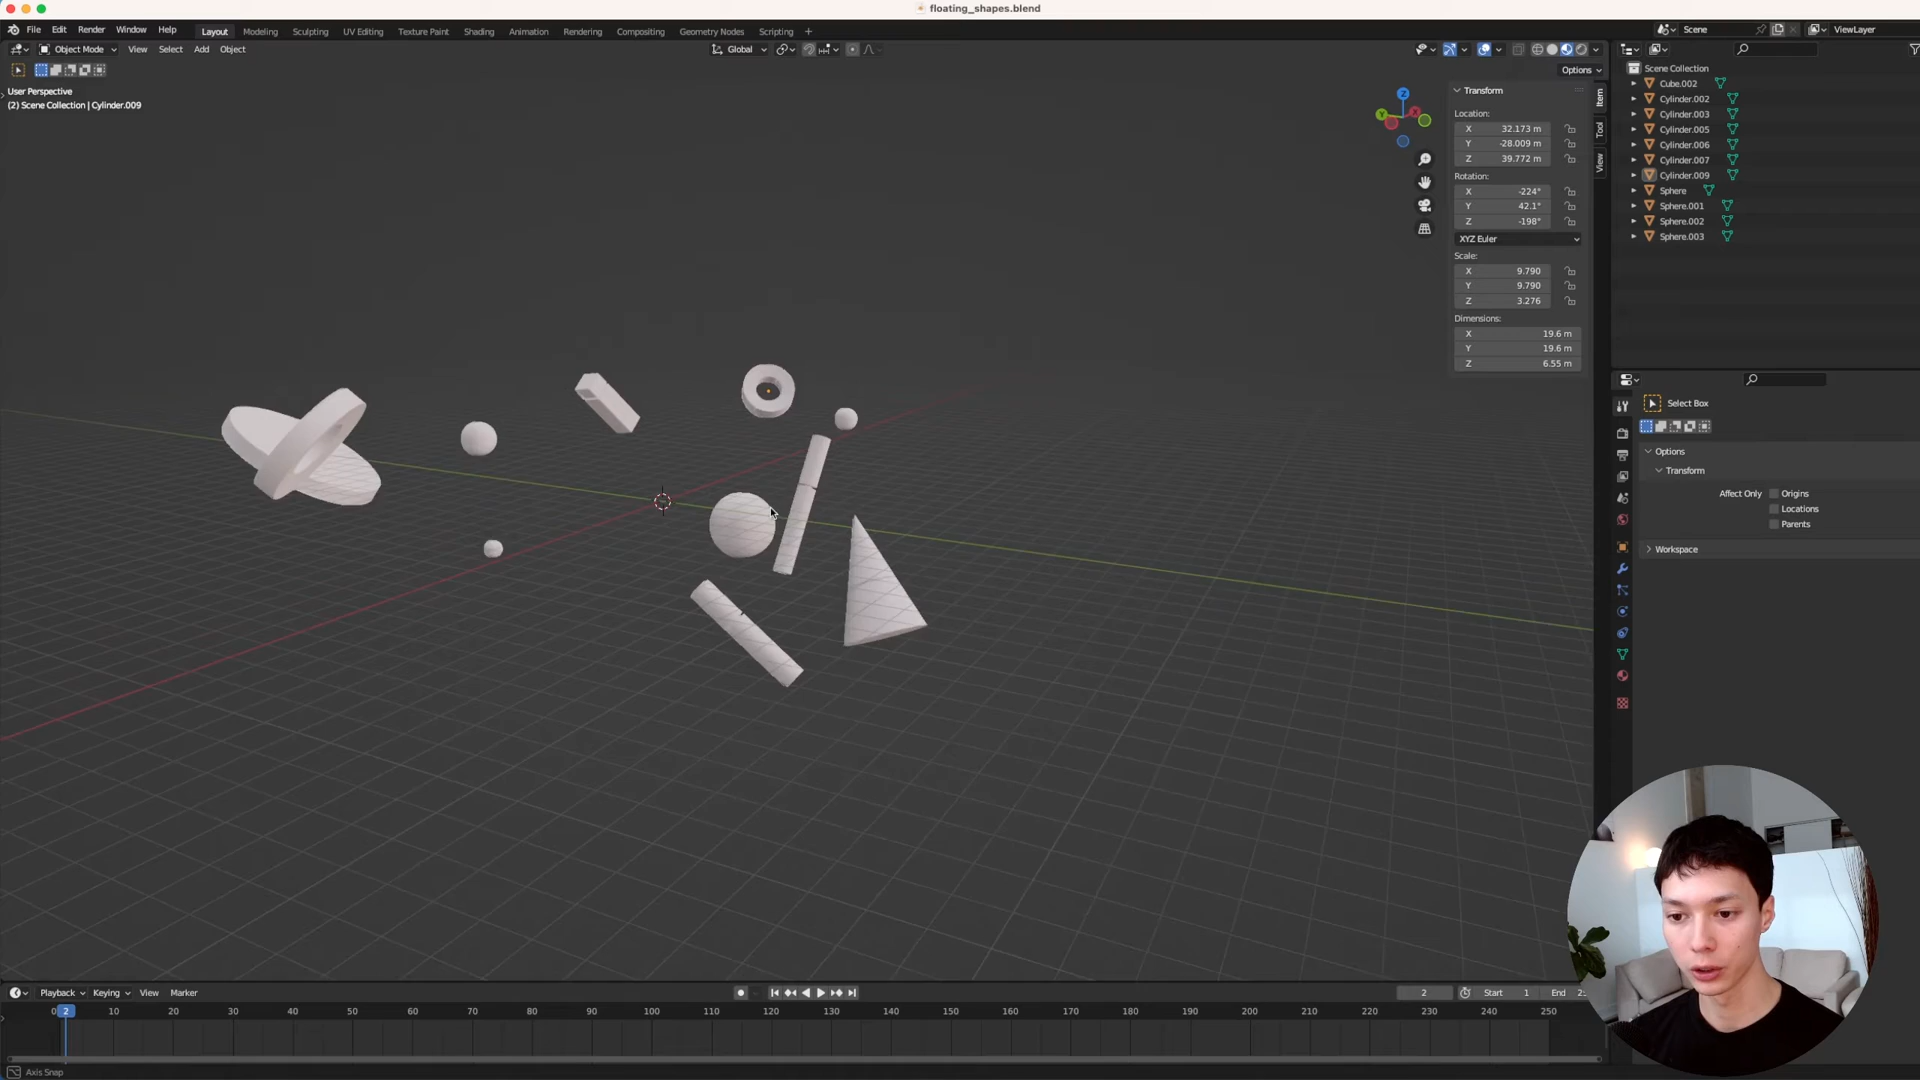 floating_shapes.blend
File Edit Render Window Help Layout Modeling Sculpting UV Editing Texture Paint Shading Animation Rendering Compositing Geometry Nodes Scripting + Scene ViewLayer
Object Mode View Select Add Object Global
Options
User Perspective
(2) Scene Collection | Cylinder.009
Z
Y
X
Transform
Location:
X 32.173 m
Y -28.009 m
Z 39.772 m
Rotation:
X -224°
Y 42.1°
Z -198°
XYZ Euler
Scale:
X 9.790
Y 9.790
Z 3.276
Dimensions:
X 19.6 m
Y 19.6 m
Z 6.55 m
Item
Tool
View
Scene Collection
Cube.002
Cylinder.002
Cylinder.003
Cylinder.005
Cylinder.006
Cylinder.007
Cylinder.009
Sphere
Sphere.001
Sphere.002
Sphere.003
Select Box
Options
Transform
Affect Only Origins
Locations
Parents
Workspace
Playback Keying View Marker 2 Start 1 End
0 2 10 20 30 40 50 60 70 80 90 100 110 120 130 140 150 160 170 180 190 200 210 220 230 240 250
Axis Snap